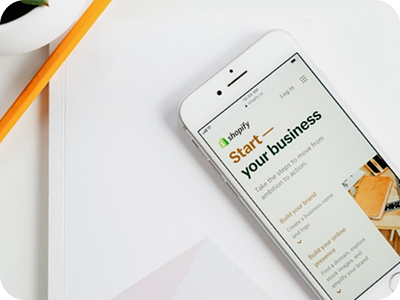 shopify
Log in
Start —
your business
Take the steps to move from
ambition to action.
Build your brand
Create a business name
and logo
Build your online
presence
Find a domain, explore
stock images, and
amplify your brand